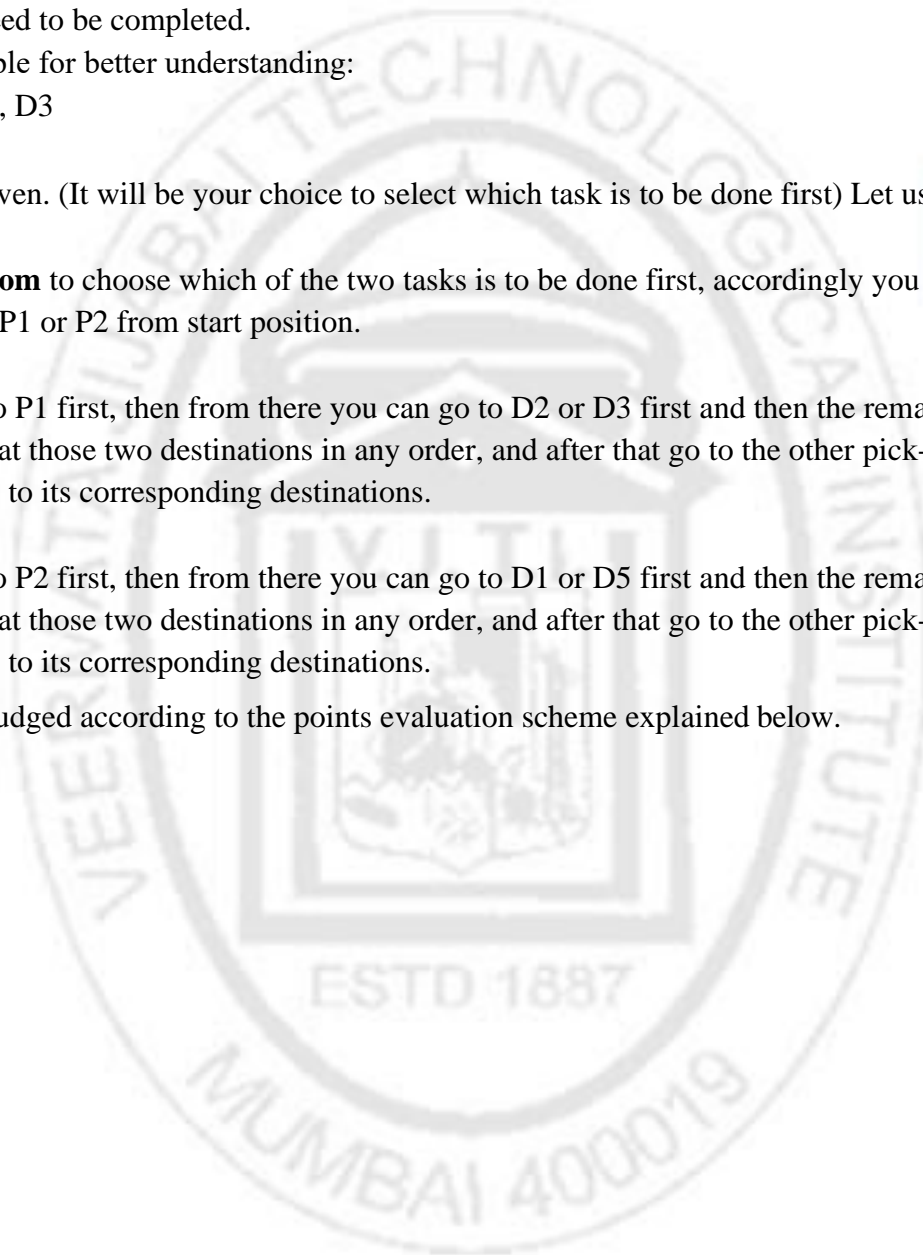 ed to be completed.
ple for better understanding:
, D3
ven. (It will be your choice to select which task is to be done first) Let us
om to choose which of the two tasks is to be done first, accordingly you
P1 or P2 from start position.
o P1 first, then from there you can go to D2 or D3 first and then the rema
at those two destinations in any order, and after that go to the other pick-
to its corresponding destinations.
o P2 first, then from there you can go to D1 or D5 first and then the rema
at those two destinations in any order, and after that go to the other pick-
to its corresponding destinations.
udged according to the points evaluation scheme explained below.
VEERMATA JIJABAI TECHNOLOGICAL INSTITUTE
V J T I
ESTD 1887
MUMBAI 400019